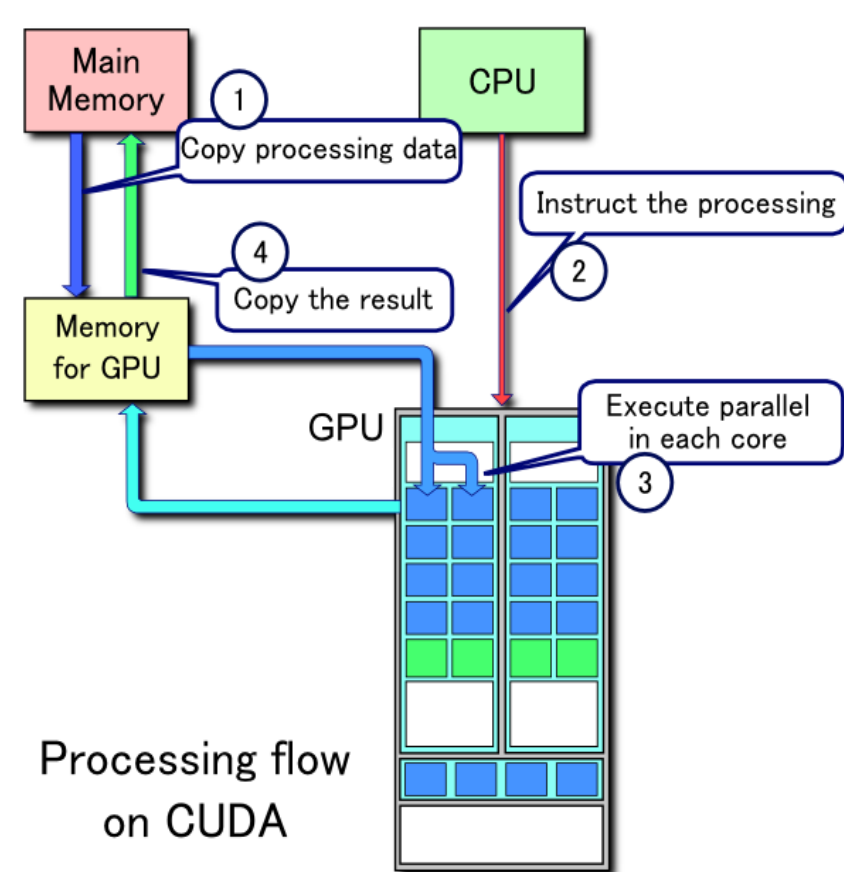 Main
Memory
CPU
1
Copy processing data
Instruct the processing
2
4
Copy the result
Memory
for GPU
GPU
Execute parallel
in each core
3
Processing flow
on CUDA